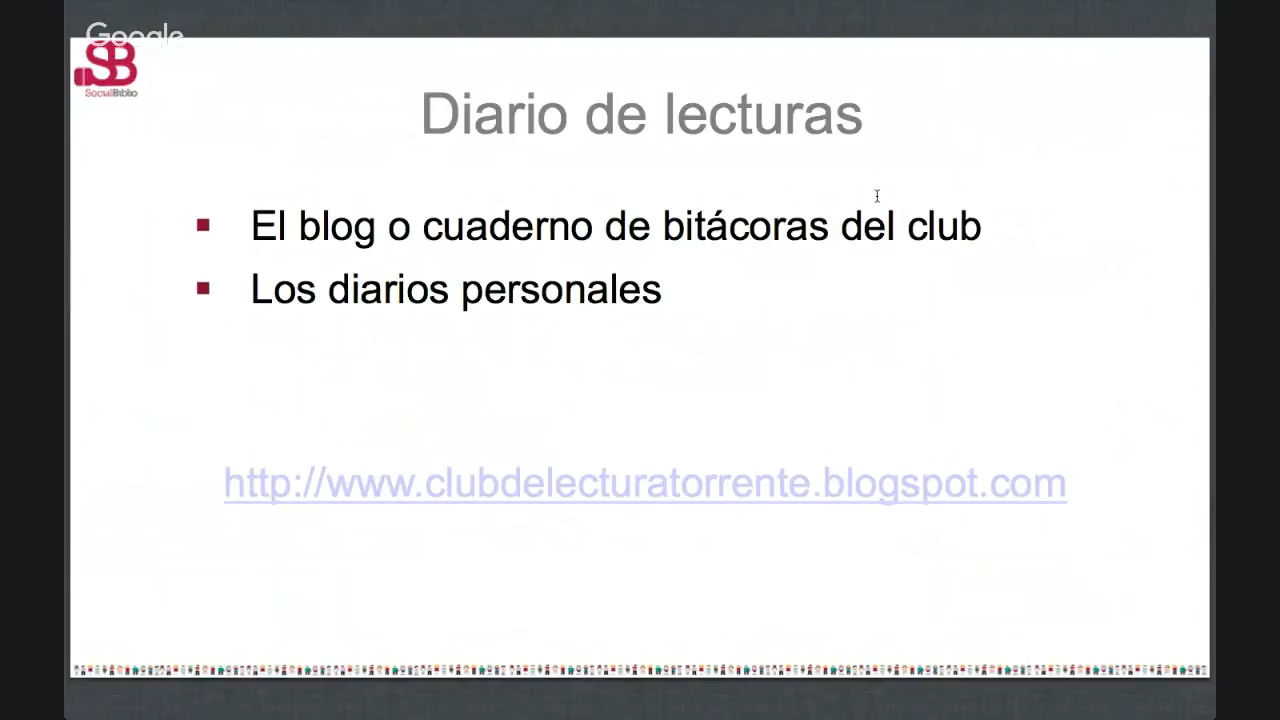 Google
SB
SocialBiblio
Diario de lecturas
El blog o cuaderno de bitácoras del club
Los diarios personales
http://www.clubdelecturatorrente.blogspot.com